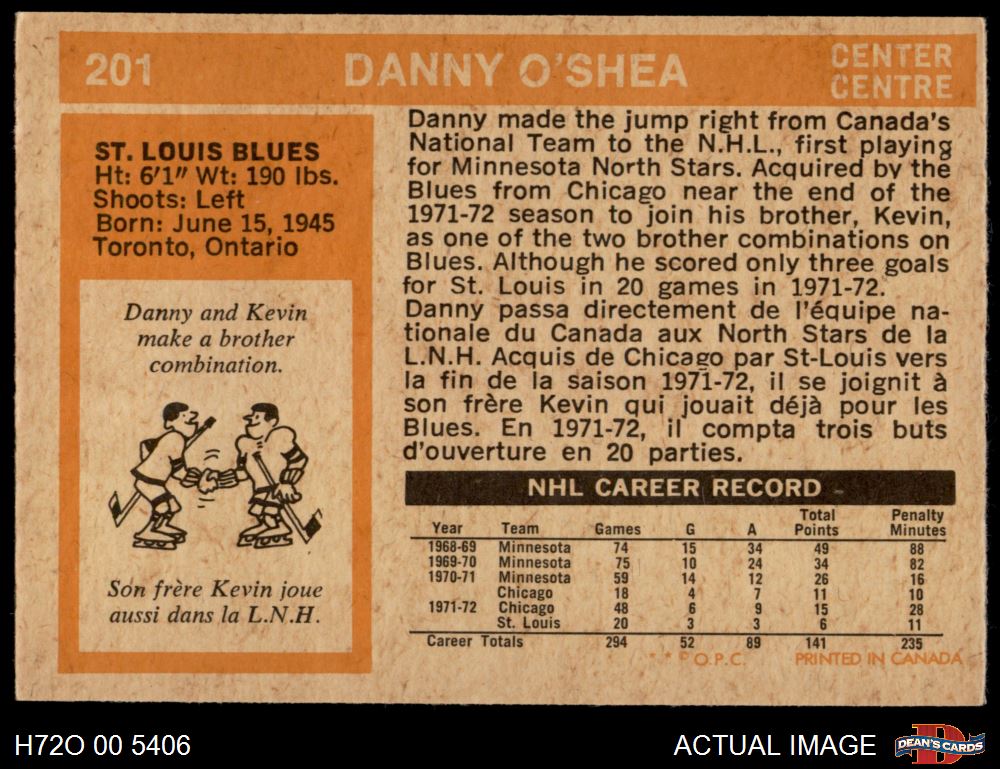 201 DANNY O'SHEA CENTER
CENTRE
ST. LOUIS BLUES
Ht: 6'1" Wt: 190 lbs.
Shoots: Left
Born: June 15, 1945
Toronto, Ontario
Danny and Kevin
make a brother
combination.
Son frère Kevin joue
aussi dans la L.N.H.
Danny made the jump right from Canada's
National Team to the N.H.L., first playing
for Minnesota North Stars. Acquired by the
Blues from Chicago near the end of the
1971-72 season to join his brother, Kevin,
as one of the two brother combinations on
Blues. Although he scored only three goals
for St. Louis in 20 games in 1971-72.
Danny passa directement de l'équipe na-
tionale du Canada aux North Stars de la
L.N.H. Acquis de Chicago par St-Louis vers
la fin de la saison 1971-72, il se joignit à
son frère Kevin qui jouait déjà pour les
Blues. En 1971-72, il compta trois buts
d'ouverture en 20 parties.
NHL CAREER RECORD
Year Team Games G A Total Points Penalty Minutes
1968-69 Minnesota 74 15 34 49 88
1969-70 Minnesota 75 10 24 34 82
1970-71 Minnesota 59 14 12 26 16
Chicago 18 4 7 11 10
1971-72 Chicago 48 6 9 15 28
St. Louis 20 3 3 6 11
Career Totals 294 52 89 141 235
* * © O.P.C. PRINTED IN CANADA
H72O 00 5406
ACTUAL IMAGE
D
DEAN'S CARDS